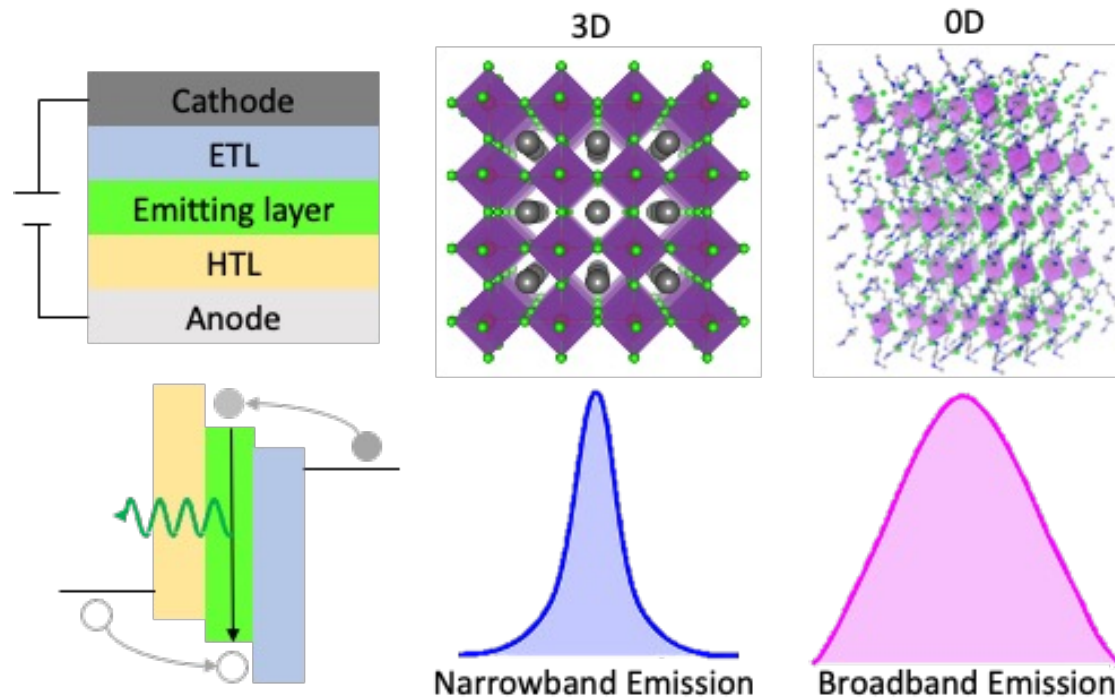 3D
0D
Cathode
ETL
Emitting layer
HTL
Anode
Narrowband Emission
Broadband Emission